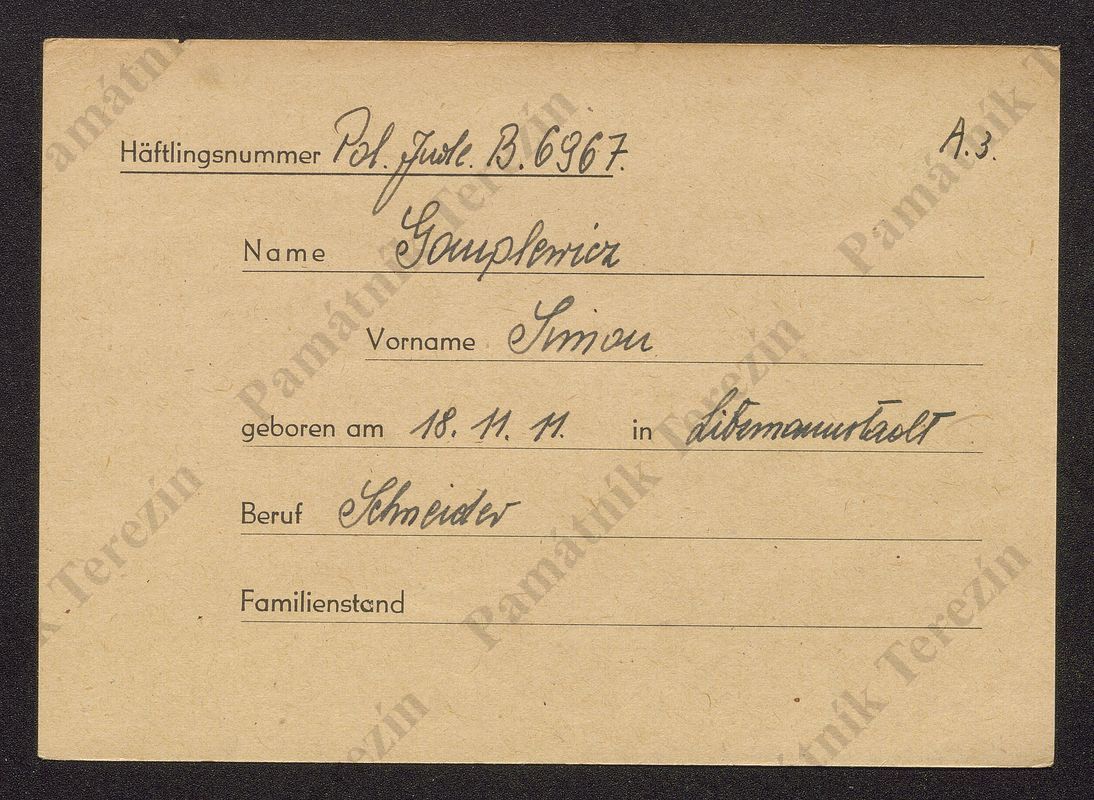 Häftlingsnummer Pol. Jude. B. 6967. A. 3.
Name Gomplewicz
Vorname Simon
geboren am 18. 11. 11. in Litzmannstadt
Beruf Schneider
Familienstand
Památník Terezín